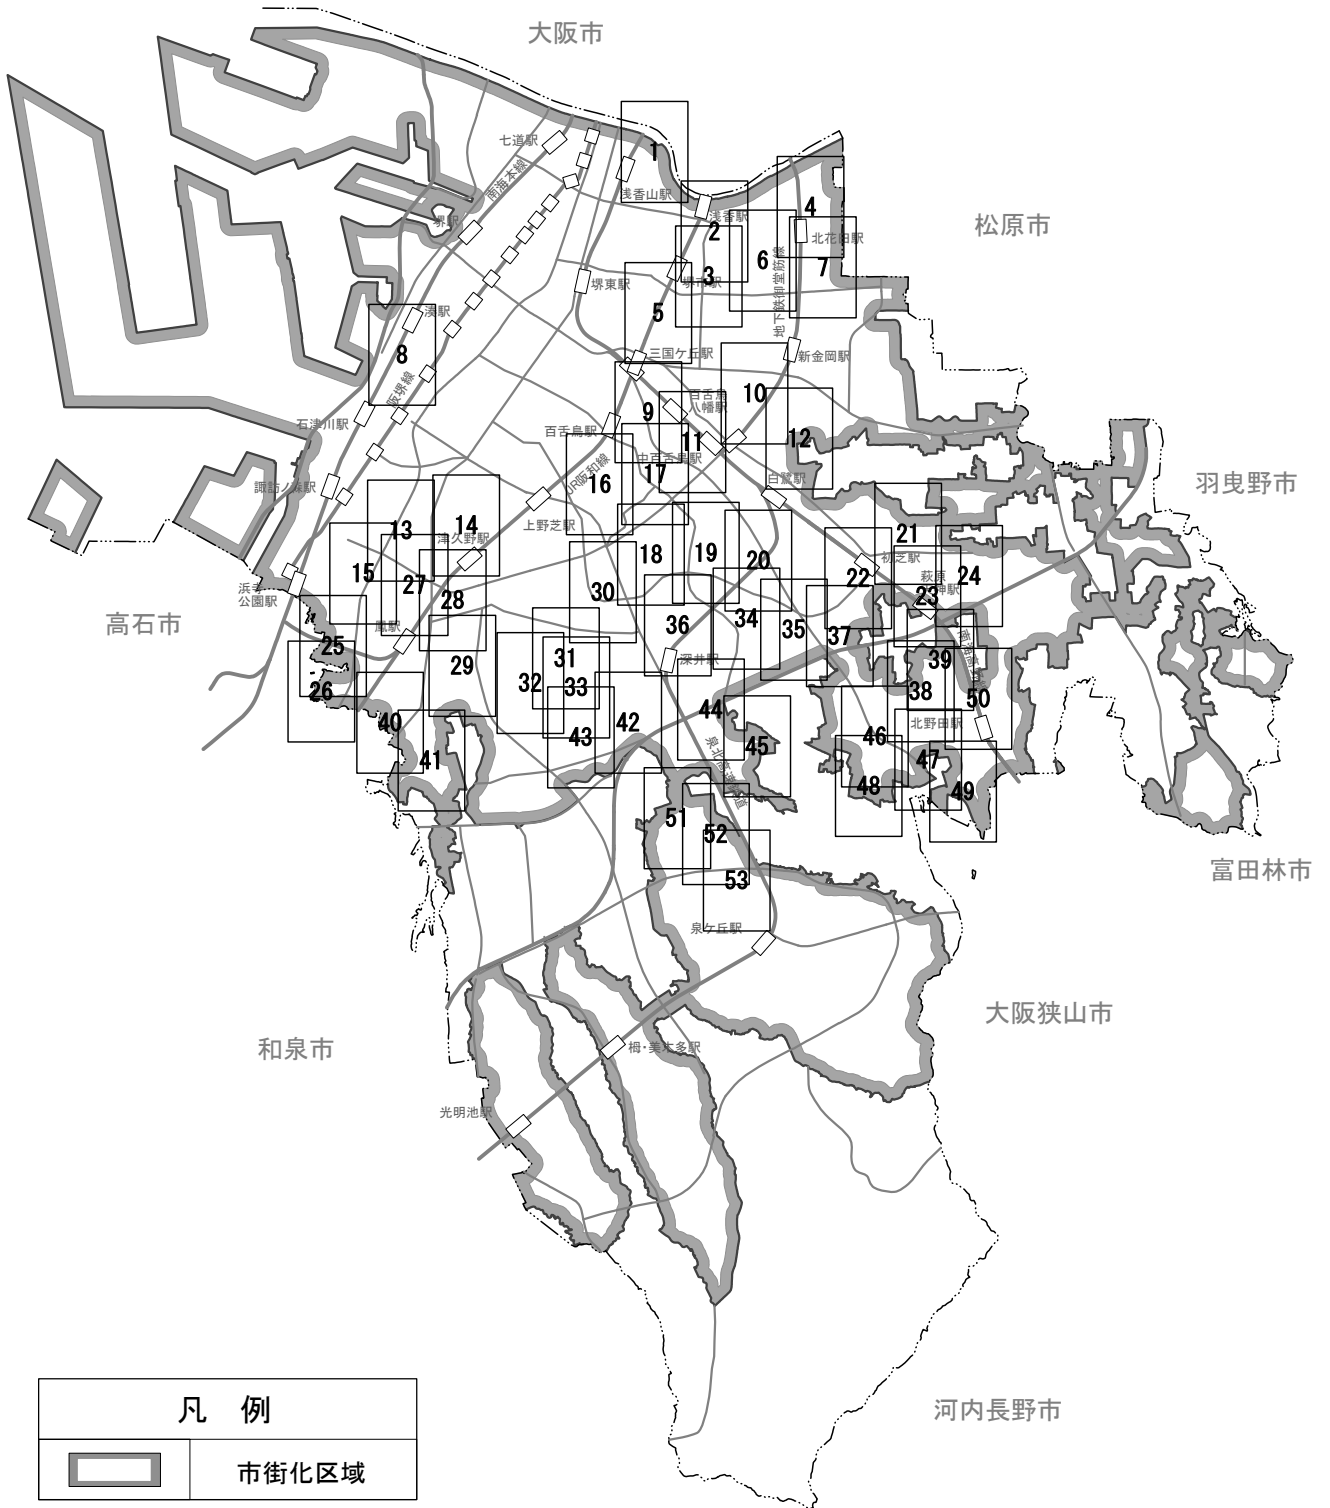 大阪市
七道駅
南海本線
1
浅香山駅
浅香駅
2
4
北花田駅
松原市
堺駅
3
6
7
堺市駅
地下鉄御堂筋線
堺東駅
5
湊駅
8
三国ケ丘駅
新金岡駅
阪堺線
百舌鳥
八幡駅
10
9
石津川駅
百舌鳥駅
11
12
中百舌鳥駅
17
16
JR阪和線
白鷺駅
諏訪ノ森駅
羽曳野市
上野芝駅
14
13
津久野駅
21
初芝駅
18
19
20
22
24
15
27
28
30
萩原
天神駅
23
浜寺
公園駅
高石市
鳳駅
34
35
36
37
25
29
31
深井駅
南海高野線
39
26
32
33
38
50
40
42
44
北野田駅
41
43
45
46
泉北高速鉄道
47
48
49
51
52
53
富田林市
泉ケ丘駅
大阪狭山市
和泉市
栂・美木多駅
光明池駅
河内長野市
凡 例
市街化区域